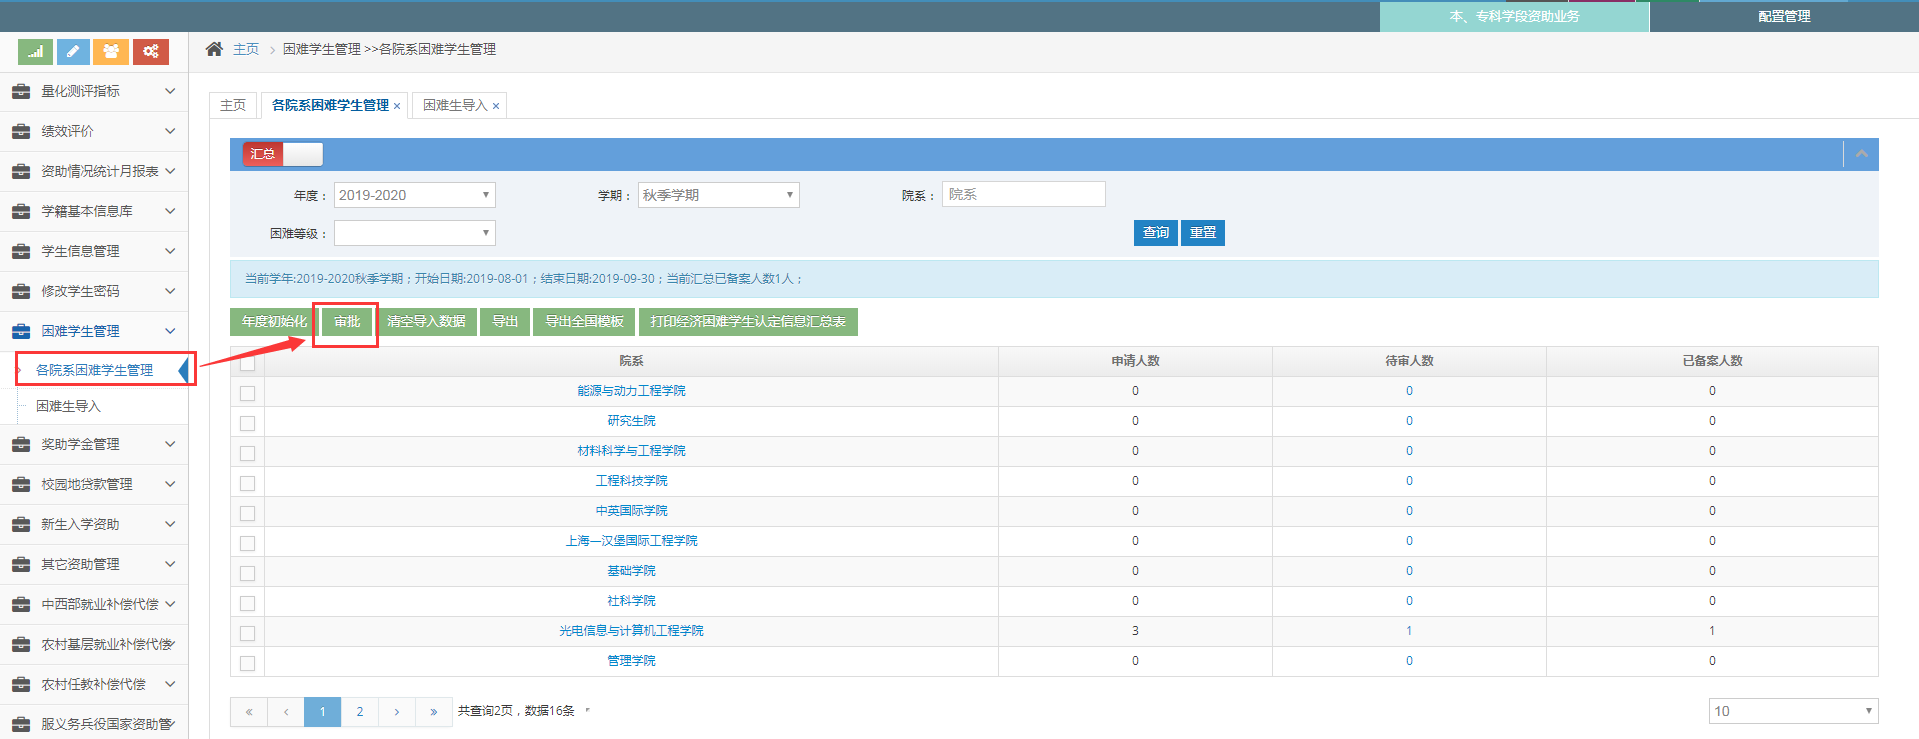 本、专科学段资助业务 配置管理
主页 困难学生管理 >>各院系困难学生管理
主页 各院系困难学生管理 × 困难生导入 ×
量化测评指标
绩效评价
资助情况统计月报表
学籍基本信息库
学生信息管理
修改学生密码
困难学生管理
各院系困难学生管理
困难生导入
奖助学金管理
校园地贷款管理
新生入学资助
其它资助管理
中西部就业补偿代偿
农村基层就业补偿代偿
农村任教补偿代偿
服义务兵役国家资助管
汇总
年度： 2019-2020 学期： 秋季学期 院系： 院系
困难等级： 查询 重置
当前学年:2019-2020秋季学期；开始日期:2019-08-01；结束日期:2019-09-30；当前汇总已备案人数1人；
年度初始化 审批 清空导入数据 导出 导出全国模板 打印经济困难学生认定信息汇总表
院系 申请人数 待审人数 已备案人数
能源与动力工程学院 0 0 0
研究生院 0 0 0
材料科学与工程学院 0 0 0
工程科技学院 0 0 0
中英国际学院 0 0 0
上海—汉堡国际工程学院 0 0 0
基础学院 0 0 0
社科学院 0 0 0
光电信息与计算机工程学院 3 1 1
管理学院 0 0 0
« ‹ 1 2 › » 共查询2页，数据16条 10